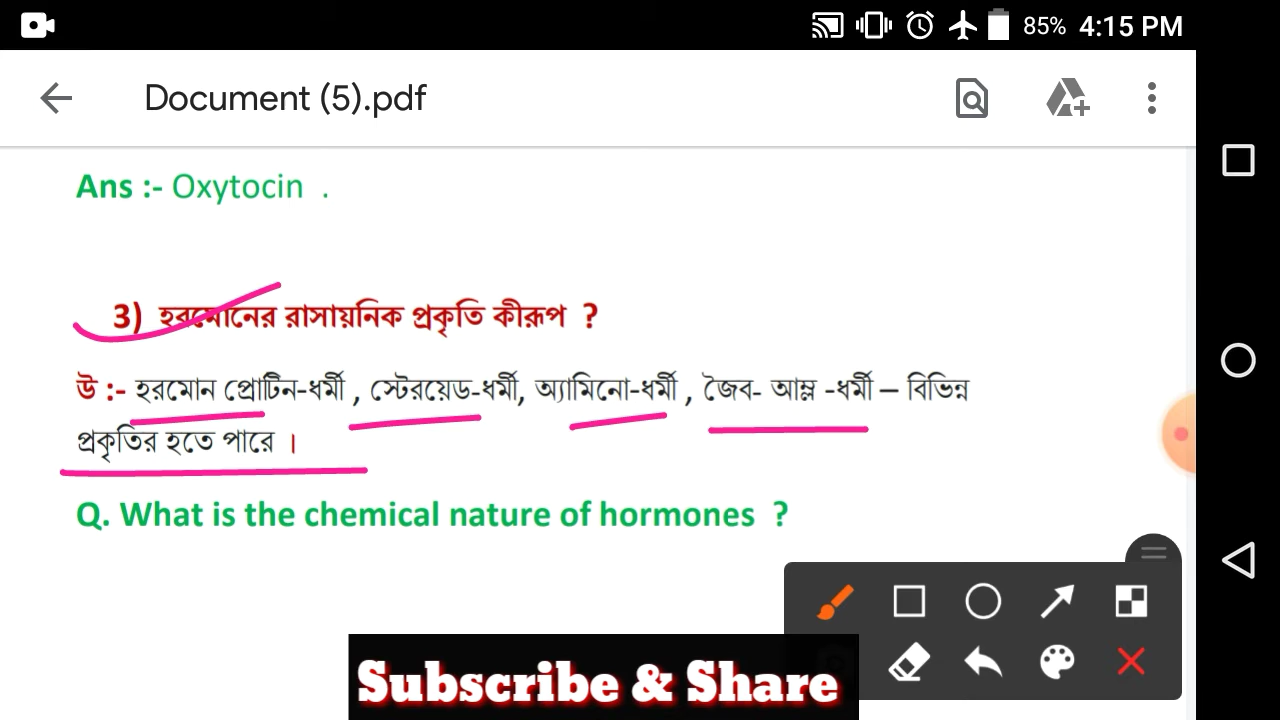 85% 4:15 PM
Document (5).pdf
Ans :- Oxytocin .
3) হরমোনের রাসায়নিক প্রকৃতি কীরূপ ?
উ :- হরমোন প্রোটিন-ধর্মী , স্টেরয়েড-ধর্মী, অ্যামিনো-ধর্মী , জৈব- আম্ল -ধর্মী – বিভিন্ন
প্রকৃতির হতে পারে ।
Q. What is the chemical nature of hormones ?
Subscribe & Share